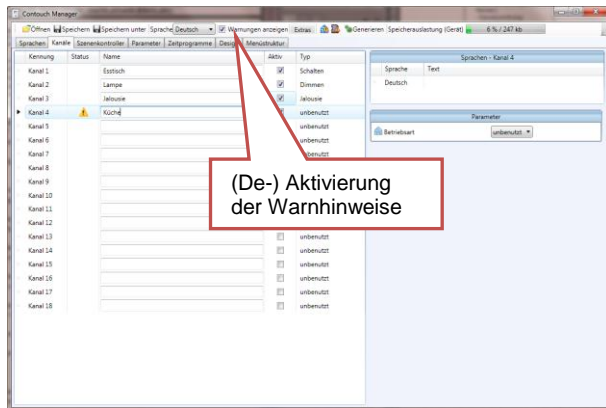 Contouch Manager
Öffnen Speichern Speichern unter Sprache Deutsch Warnungen anzeigen Extras Generieren Speicherauslastung (Gerät) 6 % / 247 kb
Sprachen Kanäle Szenenkontroller Parameter Zeitprogramme Design Menüstruktur
Kennung Status Name Aktiv Typ
Kanal 1 Esstisch Schalten
Kanal 2 Lampe Dimmen
Kanal 3 Jalousie Jalousie
Kanal 4 Küche unbenutzt
Kanal 5 unbenutzt
Kanal 6 unbenutzt
Kanal 7
Kanal 8
Kanal 9
Kanal 10
Kanal 11
Kanal 12
Kanal 13 unbenutzt
Kanal 14 unbenutzt
Kanal 15 unbenutzt
Kanal 16 unbenutzt
Kanal 17 unbenutzt
Kanal 18 unbenutzt
Sprachen - Kanal 4
Sprache Text
Deutsch
Parameter
Betriebsart unbenutzt
(De-) Aktivierung
der Warnhinweise